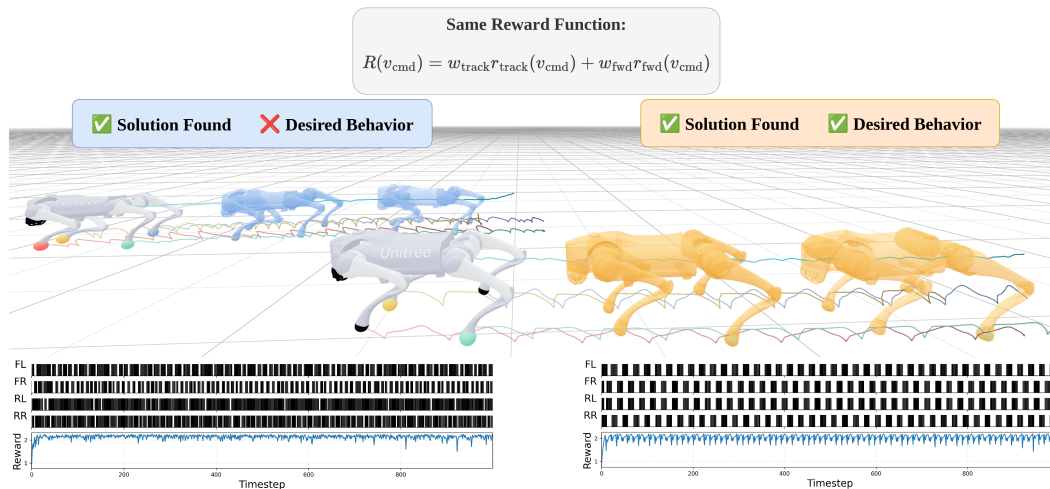 Same Reward Function:
R(v_cmd) = w_track r_track(v_cmd) + w_fwd r_fwd(v_cmd)
✅ Solution Found ❌ Desired Behavior
✅ Solution Found ✅ Desired Behavior
Unitree
Unitree
FL
FR
RL
RR
Reward
2
1
0 200 400 600 800
Timestep
FL
FR
RL
RR
Reward
2
1
0 200 400 600 800
Timestep